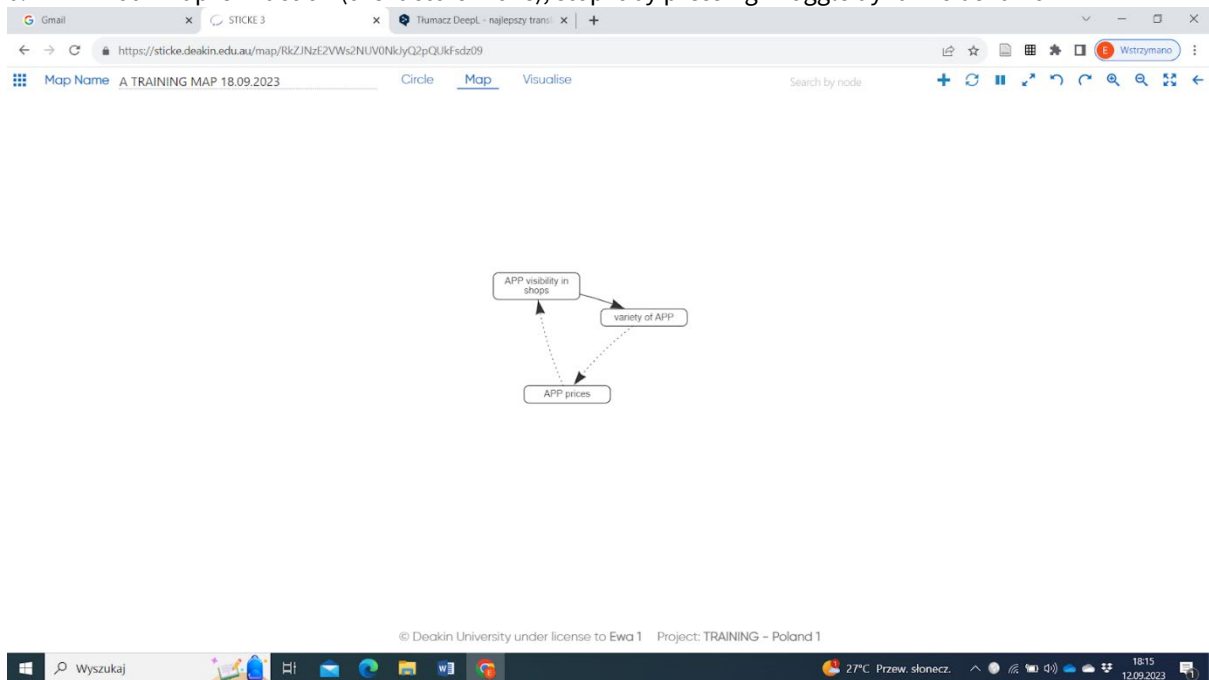 Gmail
STICKE 3
Tłumacz DeepL - najlepszy transl
https://sticke.deakin.edu.au/map/RkZJNzE2VWs2NUV0NkJyQ2pQUkFsdz09
E Wstrzymano
Map Name A TRAINING MAP 18.09.2023
Circle Map Visualise
Search by node
APP visibility in
shops
variety of APP
APP prices
© Deakin University under license to Ewa 1 Project: TRAINING - Poland 1
Wyszukaj
27°C Przew. słonecz.
18:15
12.09.2023